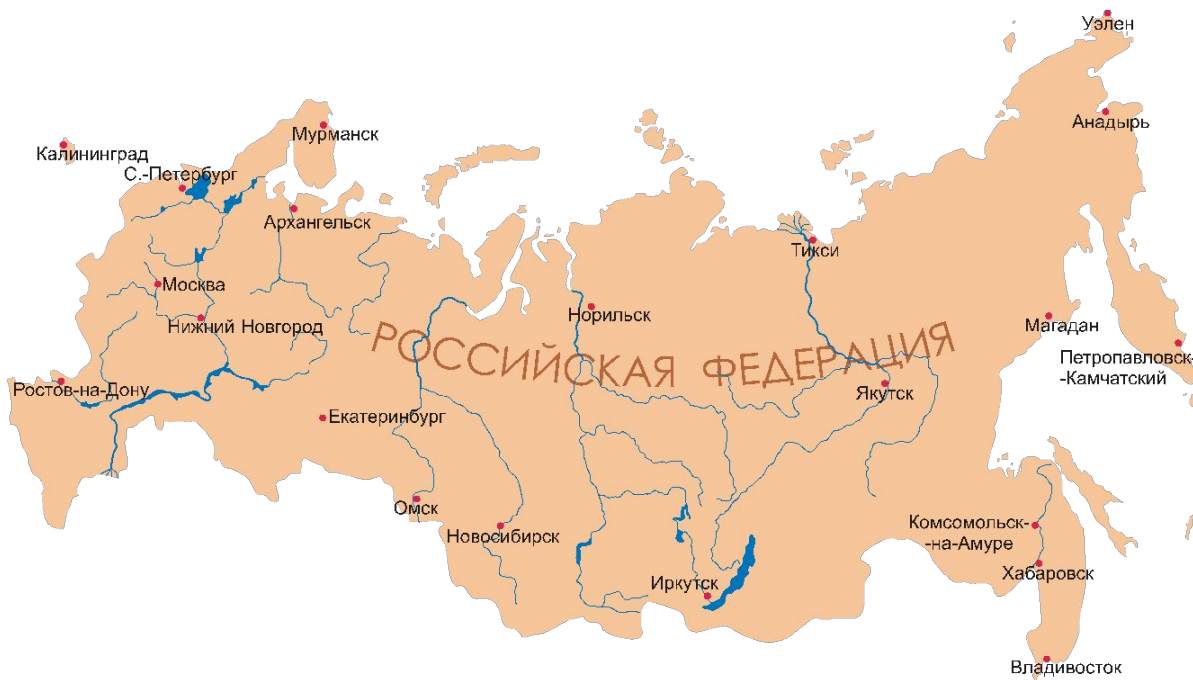 Уэлен
Анадырь
Мурманск
Калининград
С.-Петербург
Архангельск
Тикси
Москва
Норильск
Нижний Новгород
Магадан
РОССИЙСКАЯ ФЕДЕРАЦИЯ
Петропавловск-
-Камчатский
Ростов-на-Дону
Якутск
Екатеринбург
Омск
Новосибирск
Комсомольск-
-на-Амуре
Хабаровск
Иркутск
Владивосток